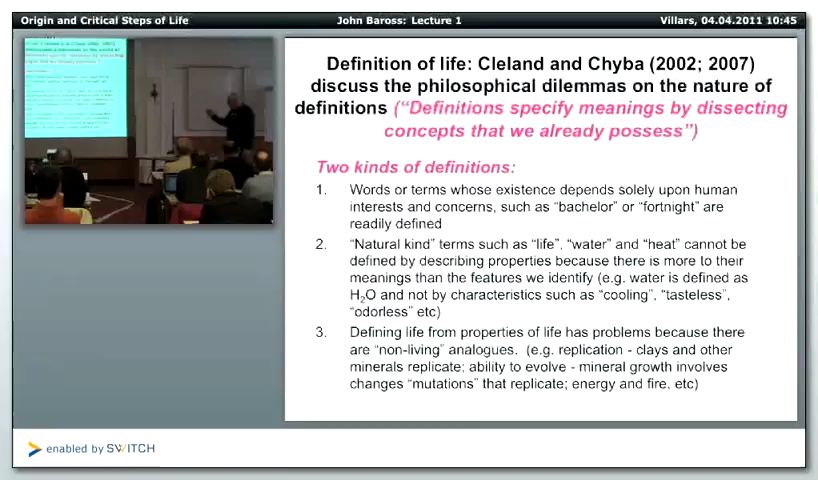 Origin and Critical Steps of Life
John Baross: Lecture 1
Villars, 04.04.2011 10:45
Definition of life: Cleland and Chyba (2002; 2007)
discuss the philosophical dilemmas on the nature of
definitions (“Definitions specify meanings by dissecting
concepts that we already possess”)
Two kinds of definitions:
1. Words or terms whose existence depends solely upon human
interests and concerns, such as “bachelor” or “fortnight” are
readily defined
2. “Natural kind” terms such as “life”, “water” and “heat” cannot be
defined by describing properties because there is more to their
meanings than the features we identify (e.g. water is defined as
H₂O and not by characteristics such as “cooling”, “tasteless”,
“odorless” etc)
3. Defining life from properties of life has problems because there
are “non-living” analogues. (e.g. replication - clays and other
minerals replicate; ability to evolve - mineral growth involves
changes “mutations” that replicate; energy and fire, etc)
enabled by SWITCH